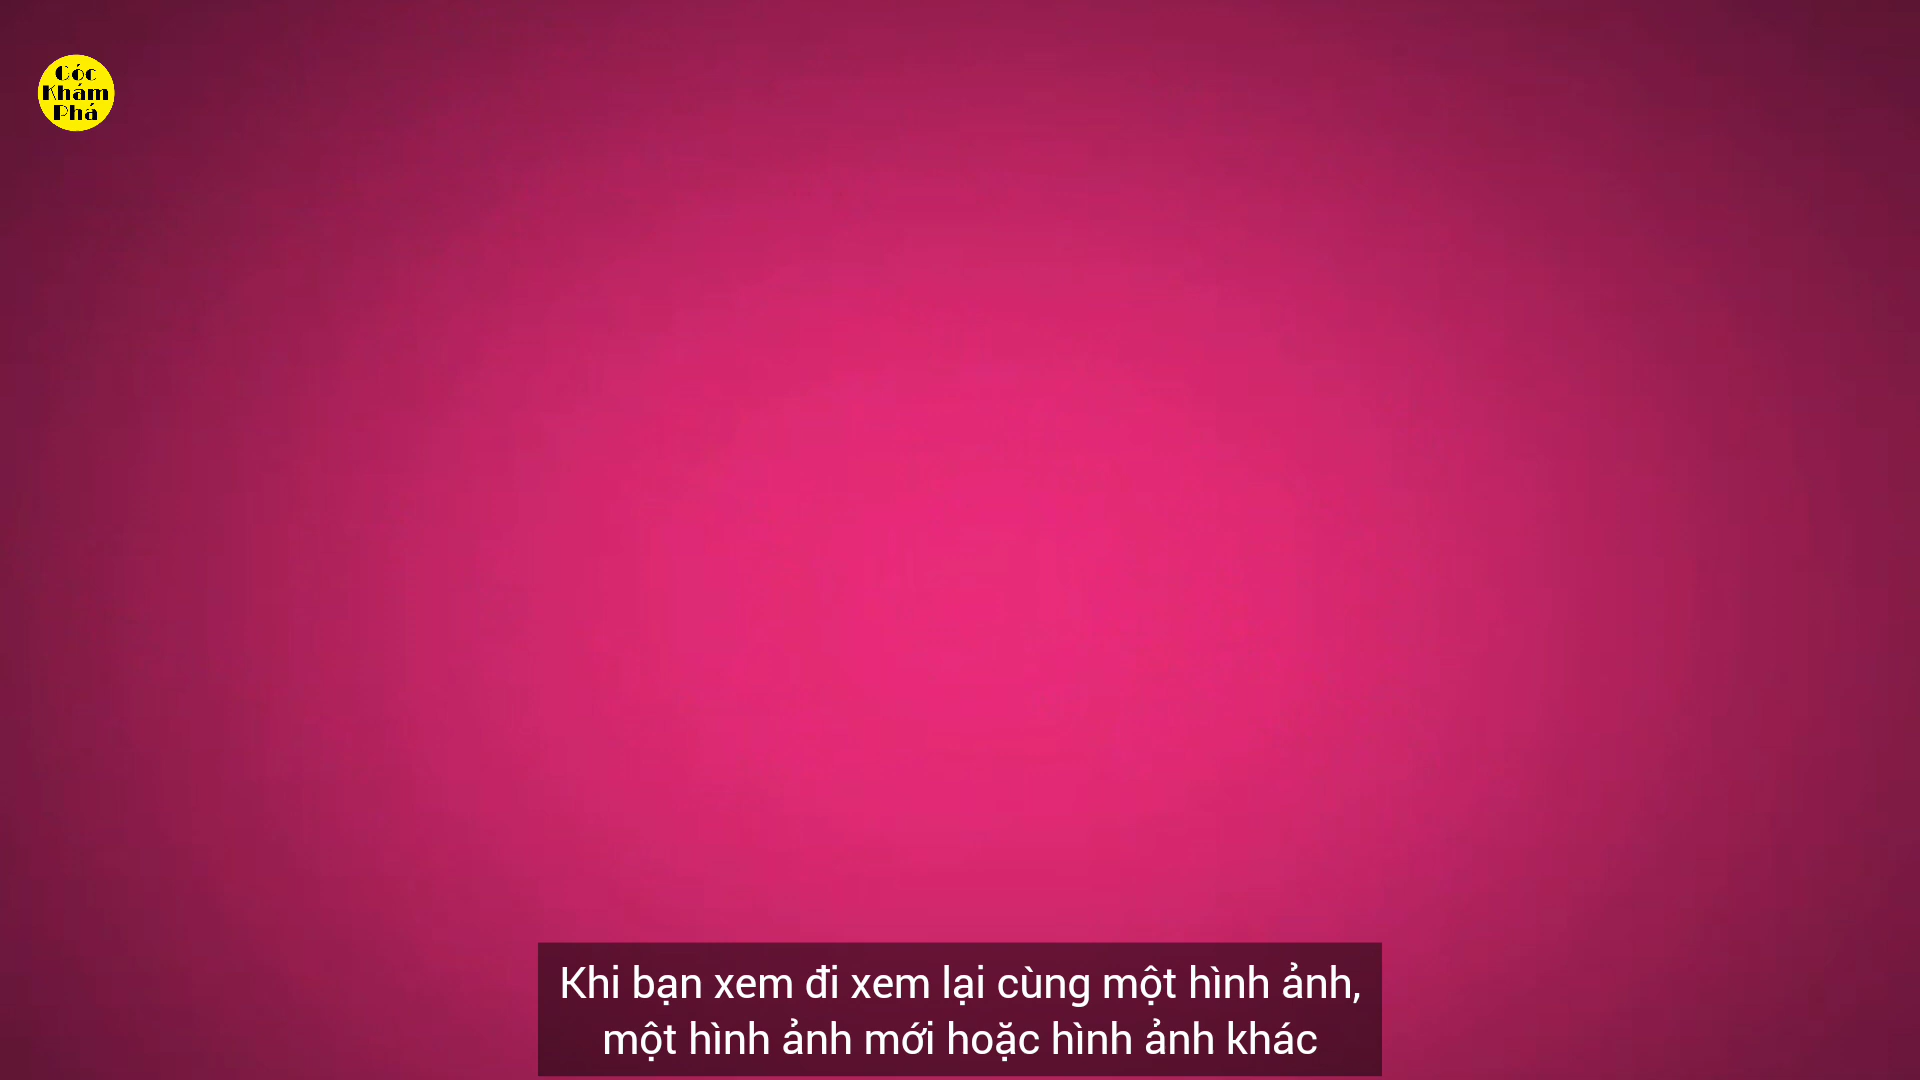 Góc
Khám
Phá
Khi bạn xem đi xem lại cùng một hình ảnh,
một hình ảnh mới hoặc hình ảnh khác